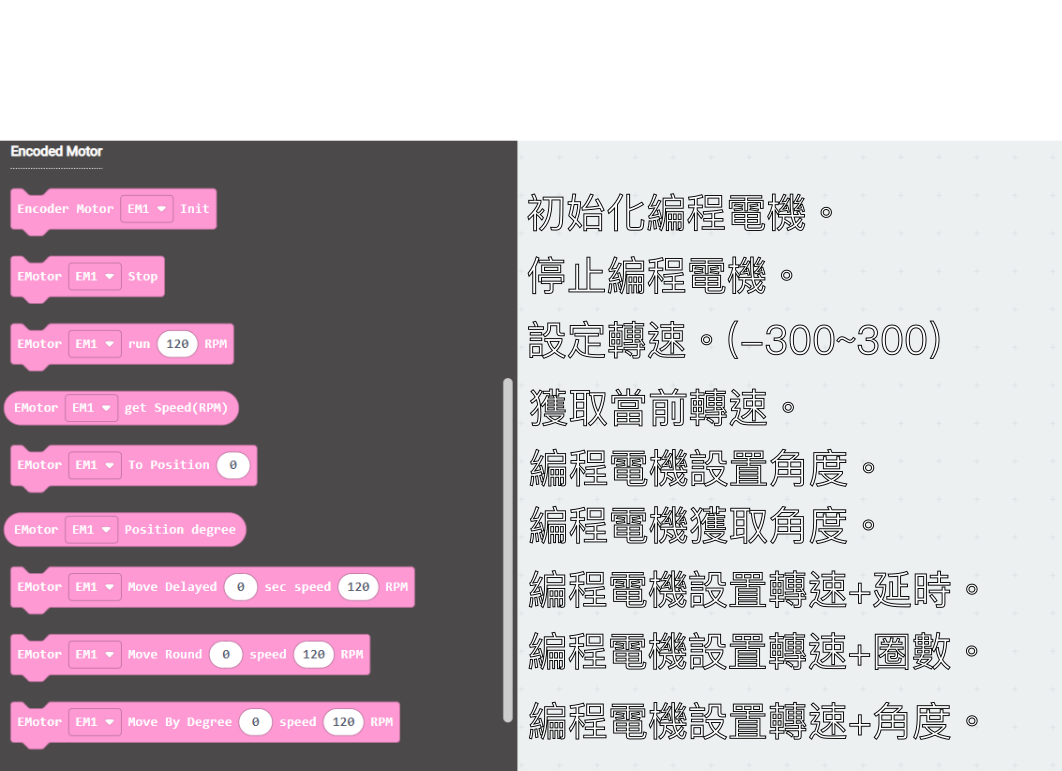 Encoded Motor
Encoder Motor EM1 Init 初始化編程電機。
EMotor EM1 Stop 停止編程電機。
EMotor EM1 run 120 RPM 設定轉速。(–300~300)
EMotor EM1 get Speed(RPM) 獲取當前轉速。
EMotor EM1 To Position 0 編程電機設置角度。
EMotor EM1 Position degree 編程電機獲取角度。
EMotor EM1 Move Delayed 0 sec speed 120 RPM 編程電機設置轉速+延時。
EMotor EM1 Move Round 0 speed 120 RPM 編程電機設置轉速+圈數。
EMotor EM1 Move By Degree 0 speed 120 RPM 編程電機設置轉速+角度。